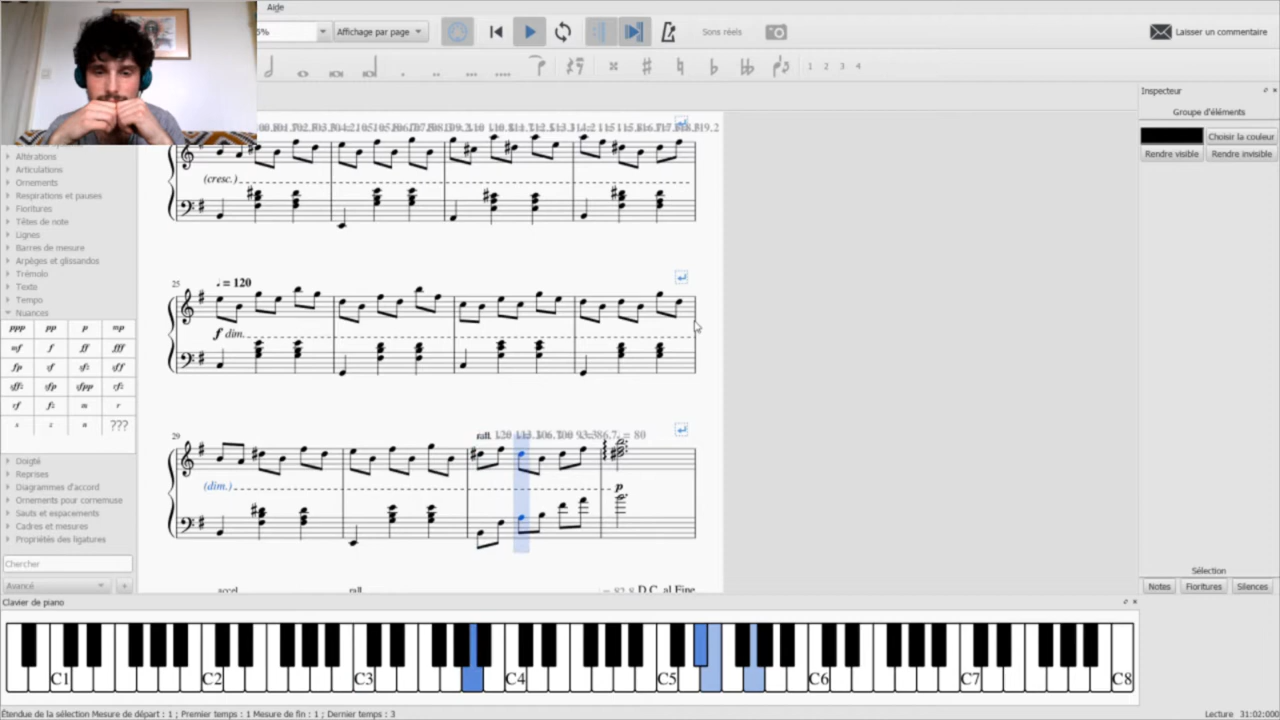 Aide
5%
Affichage par page
Sons réels
Laisser un commentaire
1 2 3 4
Inspecteur
Groupe d'éléments
Choisir la couleur
Rendre visible
Rendre invisible
Altérations
Articulations
Ornements
Respirations et pauses
Fioritures
Têtes de note
Lignes
Barres de mesure
Arpèges et glissandos
Trémolo
Texte
Tempo
Nuances
ppp pp p mp
mf f ff fff
fp sf sfz sff
sffz sfp sfpp rfz
rf fz m r
s z n ???
Doigté
Reprises
Diagrammes d'accord
Ornements pour cornemuse
Sauts et espacements
Cadres et mesures
Propriétés des ligatures
Chercher
Avancé
+
(cresc.)
25
= 120
f dim.
29
rall.
= 80
(dim.)
p
accel.
rall.
D.C. al Fine
Sélection
Notes
Fioritures
Silences
Clavier de piano
C1 C2 C3 C4 C5 C6 C7 C8
Étendue de la sélection Mesure de départ : 1 ; Premier temps : 1 Mesure de fin : 1 ; Dernier temps : 3
Lecture 31:02:000